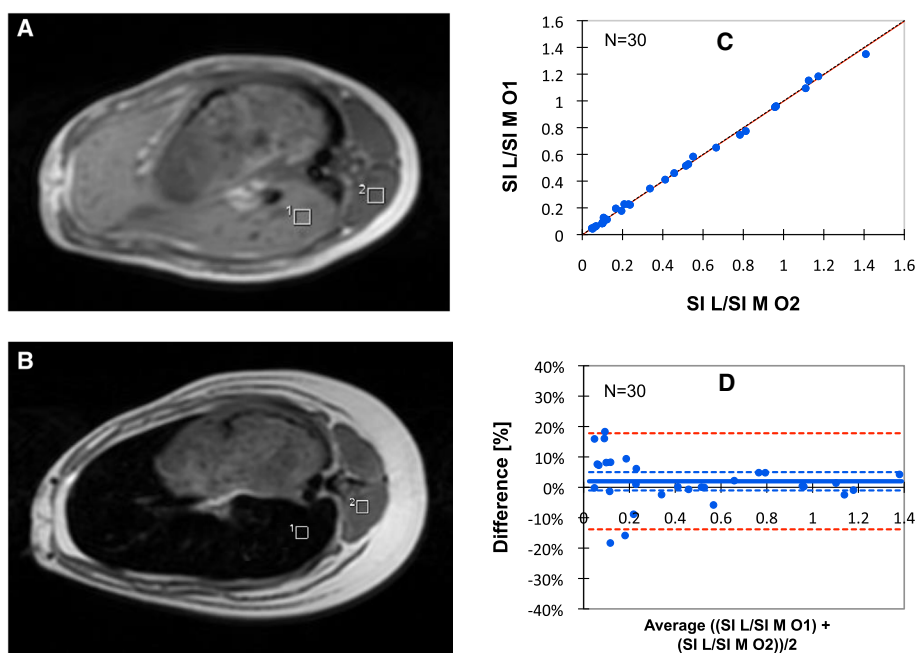 A
1
2
B
1
2
C
N=30
1.6
1.4
1.2
1
0.8
0.6
0.4
0.2
0
0 0.2 0.4 0.6 0.8 1 1.2 1.4 1.6
SI L/SI M O1
SI L/SI M O2
D
N=30
40%
30%
20%
10%
0%
-10%
-20%
-30%
-40%
0 0.2 0.4 0.6 0.8 1 1.2 1.4
Difference [%]
Average ((SI L/SI M O1) +
(SI L/SI M O2))/2